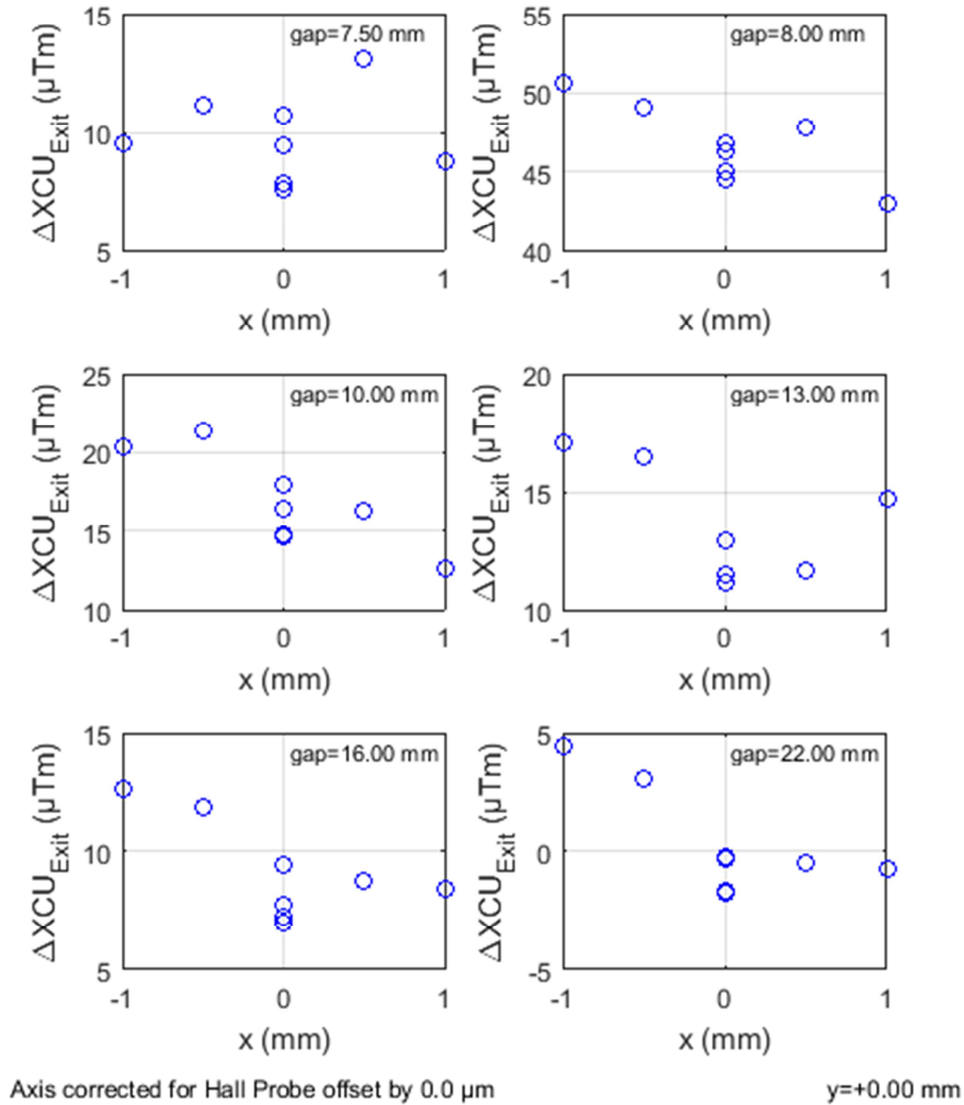 15
gap=7.50 mm
10
5
ΔXCU_Exit (µTm)
-1 0 1
x (mm)
55
gap=8.00 mm
50
45
40
ΔXCU_Exit (µTm)
-1 0 1
x (mm)
25
gap=10.00 mm
20
15
10
ΔXCU_Exit (µTm)
-1 0 1
x (mm)
20
gap=13.00 mm
15
10
ΔXCU_Exit (µTm)
-1 0 1
x (mm)
15
gap=16.00 mm
10
5
ΔXCU_Exit (µTm)
-1 0 1
x (mm)
5
gap=22.00 mm
0
-5
ΔXCU_Exit (µTm)
-1 0 1
x (mm)
Axis corrected for Hall Probe offset by 0.0 µm
y=+0.00 mm